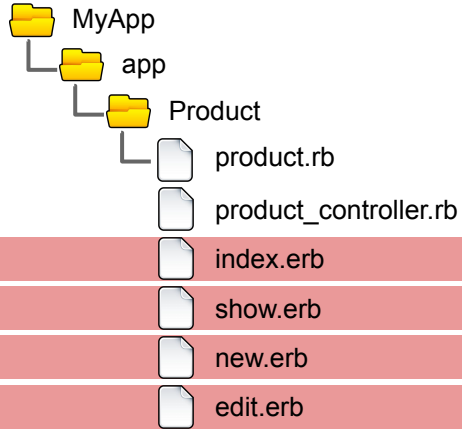 MyApp
app
Product
product.rb
product_controller.rb
index.erb
show.erb
new.erb
edit.erb